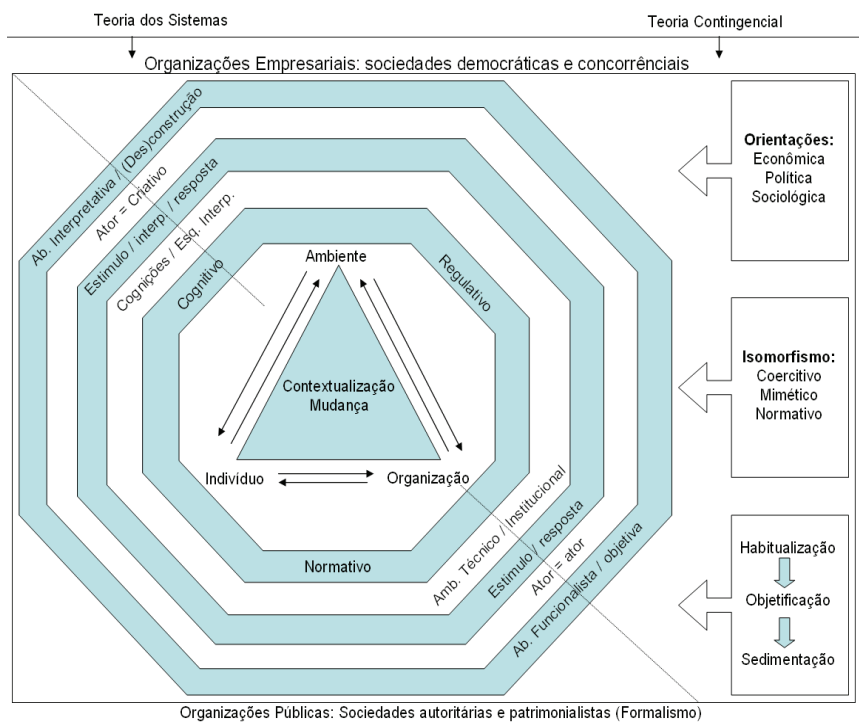 Teoria dos Sistemas
Teoria Contingencial
Organizações Empresariais: sociedades democráticas e concorrênciais
Ab. Interpretativa / (Des)construção
Ator = Criativo
Estímulo / interp. / resposta
Cognições / Esq. Interp.
Cognitivo
Regulativo
Ambiente
Contextualização
Mudança
Indivíduo
Organização
Normativo
Amb. Técnico / Institucional
Estímulo / resposta
Ator = ator
Ab. Funcionalista / objetiva
Orientações:
Econômica
Política
Sociológica
Isomorfismo:
Coercitivo
Mimético
Normativo
Habitualização
Objetificação
Sedimentação
Organizações Públicas: Sociedades autoritárias e patrimonialistas (Formalismo)